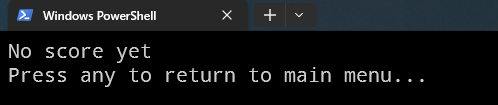 Windows PowerShell
No score yet
Press any to return to main menu...